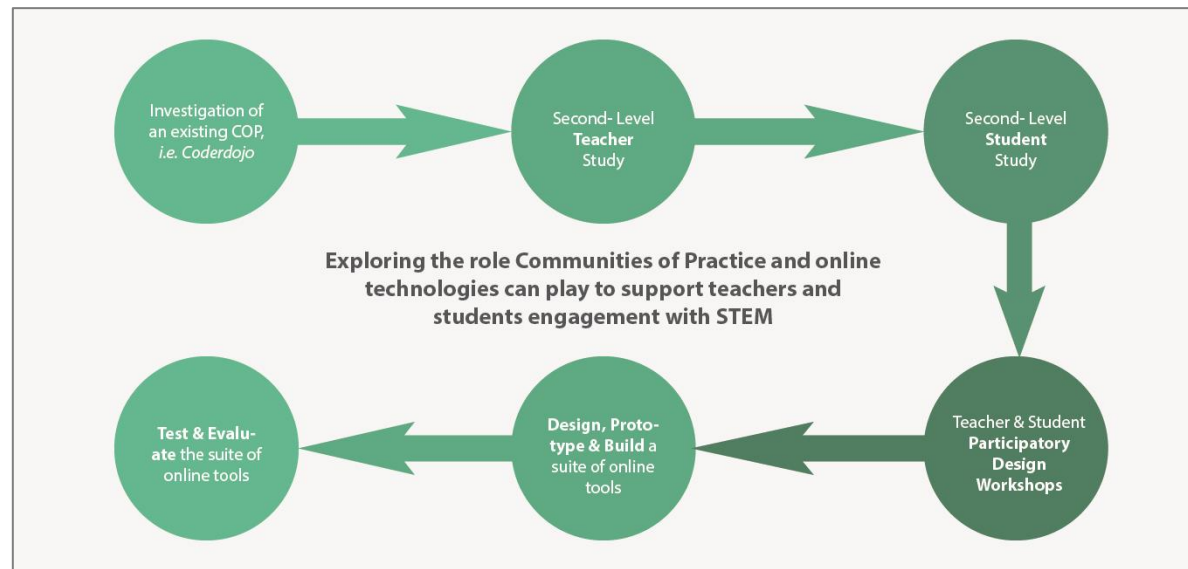 Investigation of
an existing COP,
i.e. Coderdojo
Second- Level
Teacher
Study
Second- Level
Student
Study
Exploring the role Communities of Practice and online
technologies can play to support teachers and
students engagement with STEM
Test & Evalu-
ate the suite of
online tools
Design, Proto-
type & Build a
suite of online
tools
Teacher & Student
Participatory
Design
Workshops